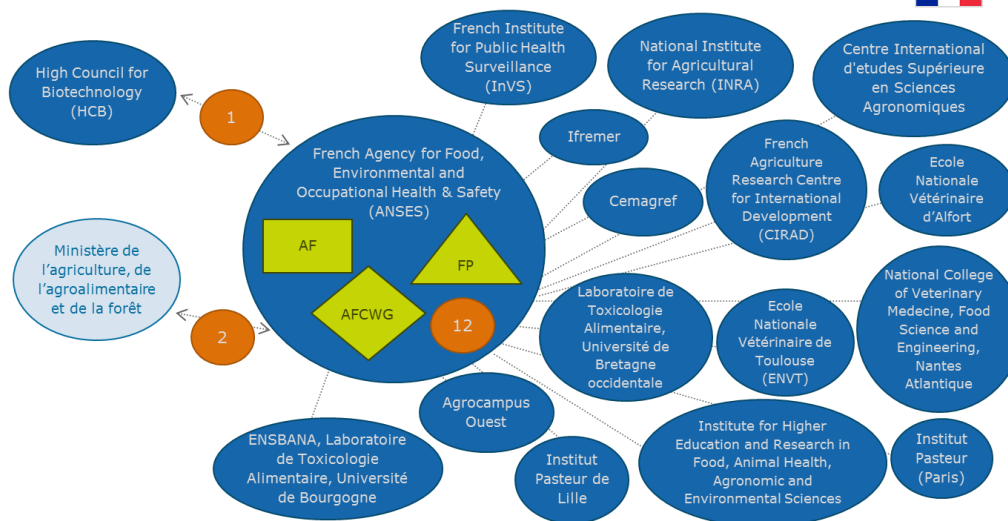 High Council for
Biotechnology
(HCB)
1
French Institute
for Public Health
Surveillance
(InVS)
National Institute
for Agricultural
Research (INRA)
Centre International
d'etudes Supérieure
en Sciences
Agronomiques
Ifremer
French
Agriculture
Research Centre
for International
Development
(CIRAD)
Ecole
Nationale
Vétérinaire
d'Alfort
Cemagref
French Agency for Food,
Environmental and
Occupational Health & Safety
(ANSES)
AF
FP
AFCWG
12
Ministère de
l'agriculture, de
l'agroalimentaire
et de la forêt
2
Laboratoire de
Toxicologie
Alimentaire,
Université de
Bretagne
occidentale
Ecole
Nationale
Vétérinaire de
Toulouse
(ENVT)
National College
of Veterinary
Medecine, Food
Science and
Engineering,
Nantes
Atlantique
Agrocampus
Ouest
ENSBANA, Laboratoire
de Toxicologie
Alimentaire, Université
de Bourgogne
Institut
Pasteur de
Lille
Institute for Higher
Education and Research in
Food, Animal Health,
Agronomic and
Environmental Sciences
Institut
Pasteur
(Paris)